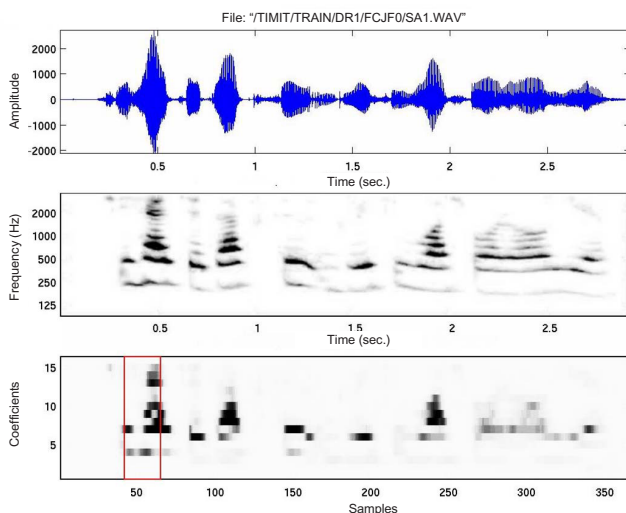 File: “/TIMIT/TRAIN/DR1/FCJF0/SA1.WAV”
Amplitude
2000
1000
0
-1000
-2000
0.5 1 1.5 2 2.5
Time (sec.)
Frequency (Hz)
2000
1000
500
250
125
0.5 1 1.5 2 2.5
Time (sec.)
Coefficients
15
10
5
50 100 150 200 250 300 350
Samples